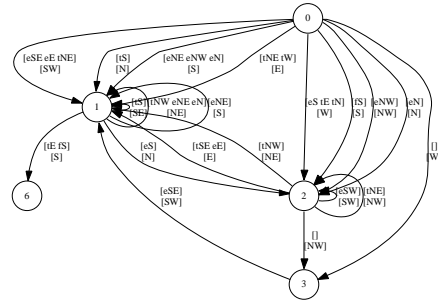 0
[eSE eE tNE]
[SW]
[tS]
[N]
[eNE eNW eN]
[S]
[tNE tW]
[E]
[eS tE tN]
[W]
[fS]
[S]
[eNW]
[NW]
[eN]
[N]
[]
[NW]
1
[tS]
[SE]
[tNW eNE eN]
[NE]
[eNE]
[S]
[tE fS]
[S]
[eS]
[N]
[tSE eE]
[E]
[tNW]
[NE]
6
[eSE]
[SW]
2
[eSW]
[SW]
[tNE]
[NW]
[]
[NW]
3